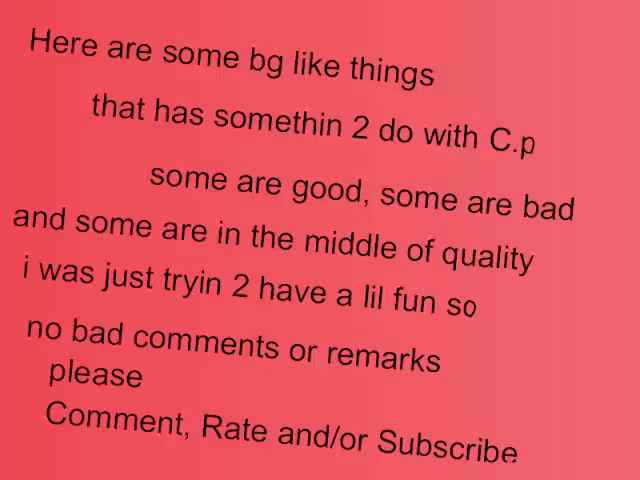 Here are some bg like things
that has somethin 2 do with C.p
some are good, some are bad
and some are in the middle of quality
i was just tryin 2 have a lil fun so
no bad comments or remarks
please
Comment, Rate and/or Subscribe